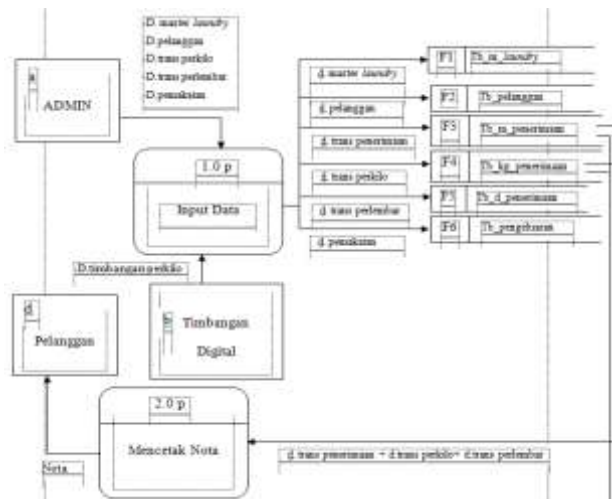 D. master laundry
D. pelanggan
D. trans perkilo
D. trans perlembar
D. pemakaian
a
ADMIN
1.0 p
Input Data
d. master laundry
d. pelanggan
d. trans penerimaan
d. trans perkilo
d. trans perlembar
d. pemakaian
F1 Tb_m_laundry
F2 Tb_pelanggan
F3 Tb_m_penerimaan
F4 Tb_kg_penerimaan
F5 Tb_d_penerimaan
F6 Tb_pengeluaran
D.timbangan perkilo
Pelanggan
Timbangan
Digital
2.0 p
Mencetak Nota
Nota
d. trans penerimaan + d.trans perkilo+ d.trans perlembar